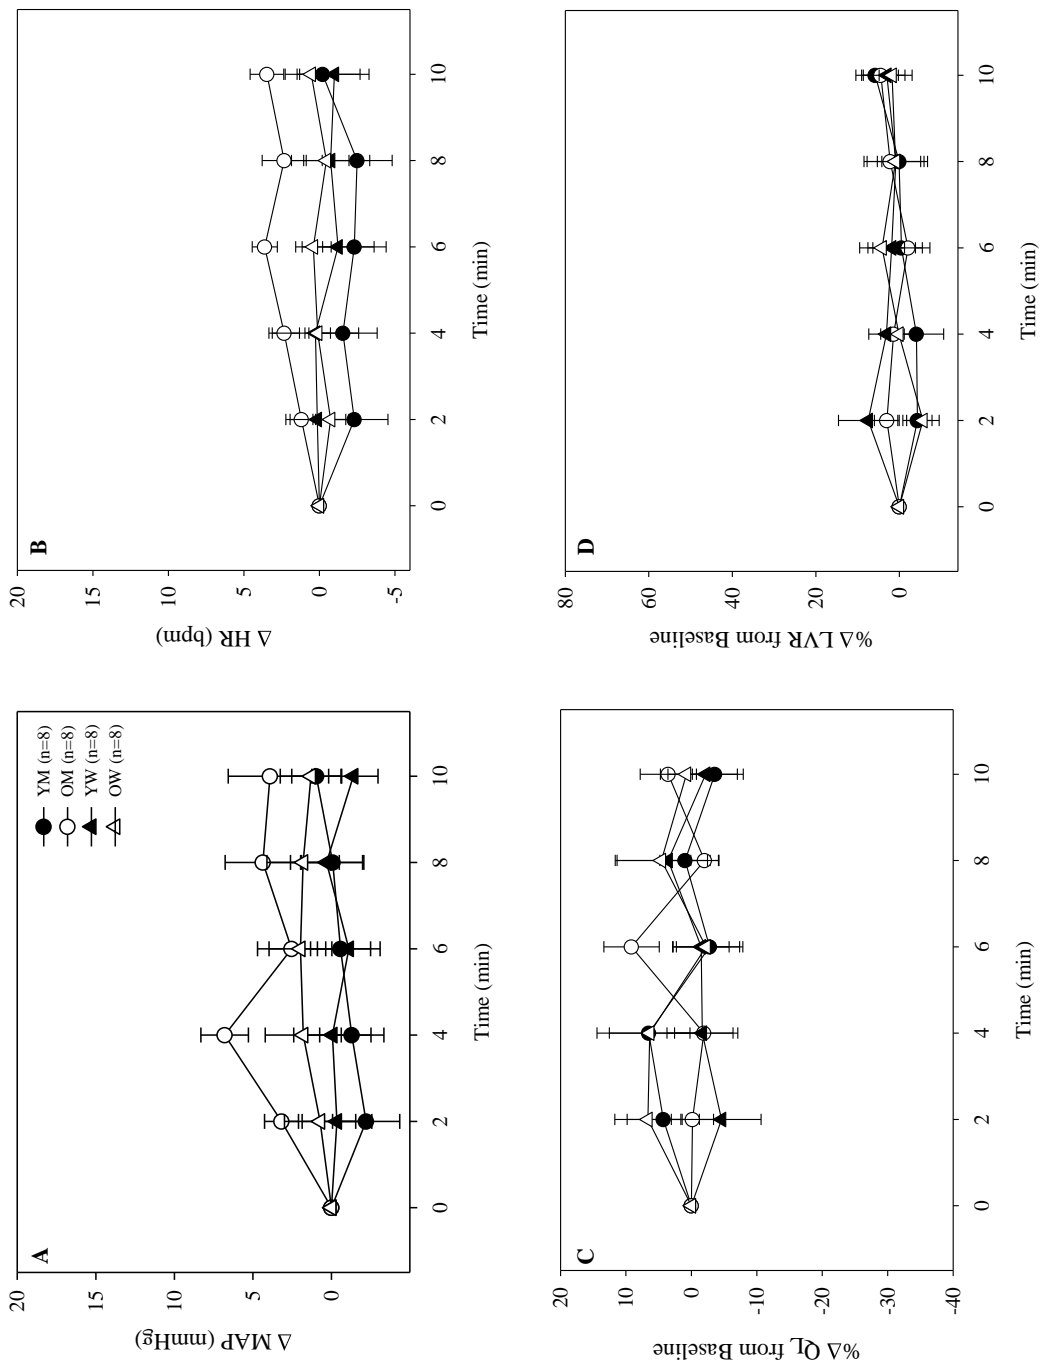 A
Δ MAP (mmHg)
20
15
10
5
0
0
2
4
6
8
10
Time (min)
YM (n=8)
OM (n=8)
YW (n=8)
OW (n=8)
B
Δ HR (bpm)
20
15
10
5
0
-5
0
2
4
6
8
10
Time (min)
C
%Δ QL from Baseline
20
10
0
-10
-20
-30
-40
0
2
4
6
8
10
Time (min)
D
%Δ LVR from Baseline
80
60
40
20
0
0
2
4
6
8
10
Time (min)